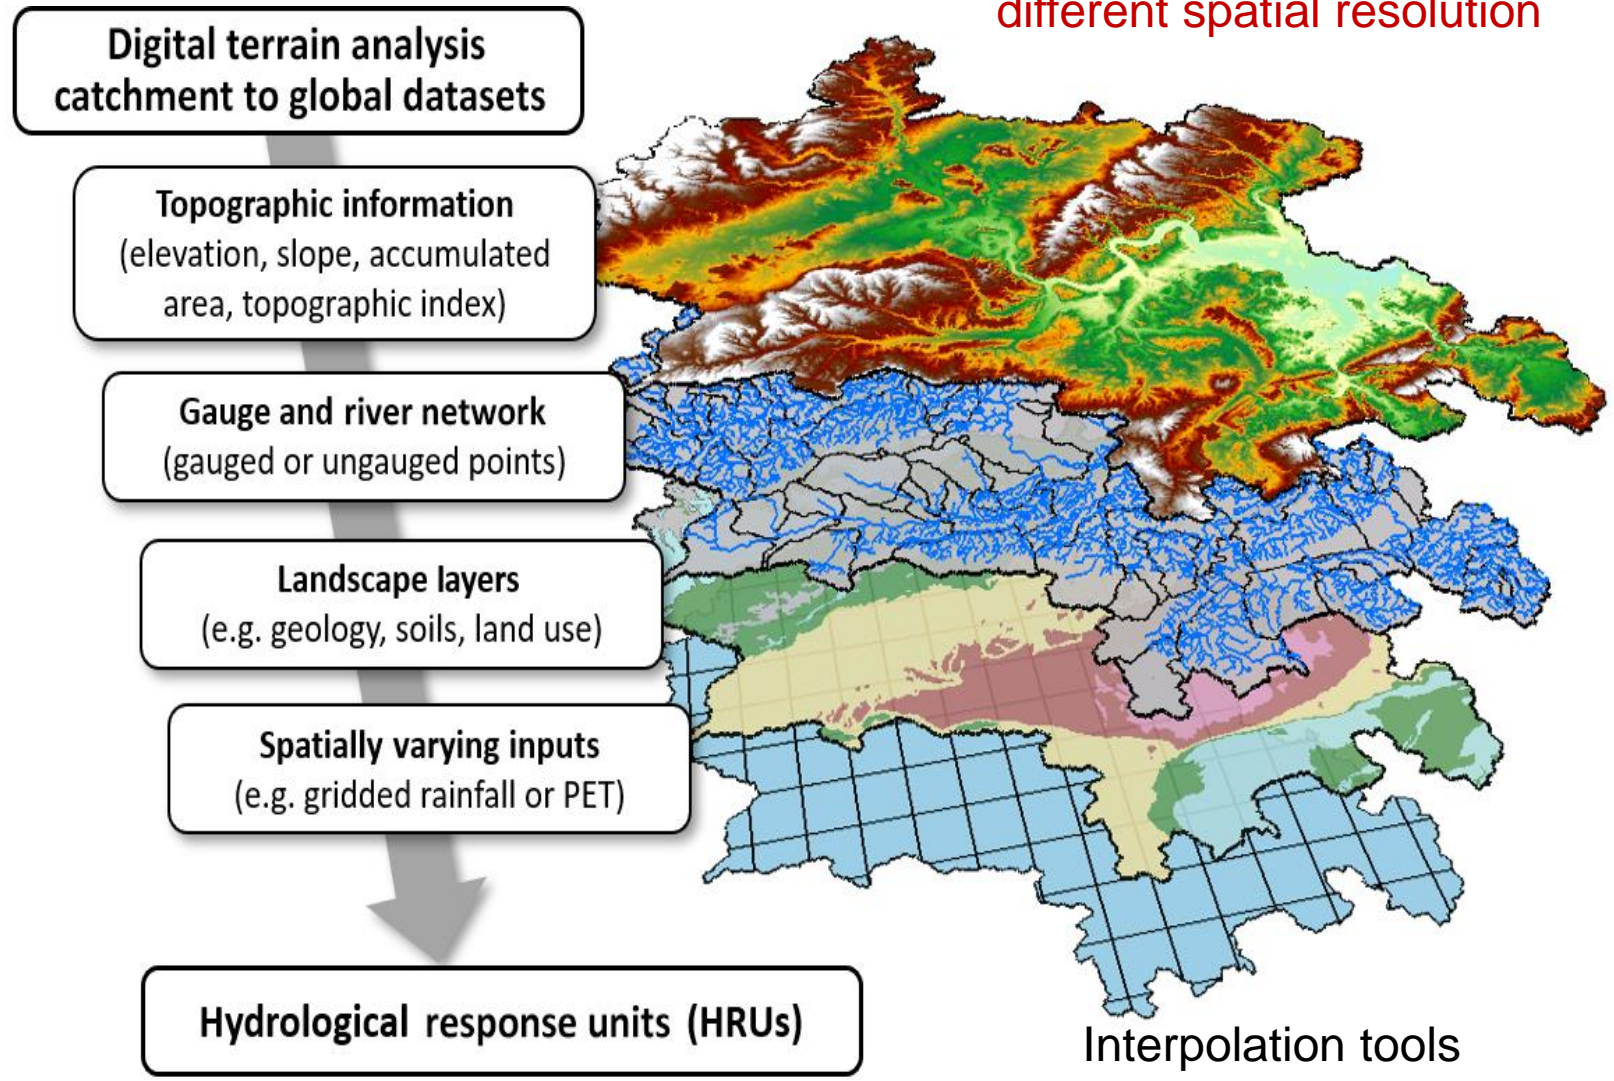 different spatial resolution
Digital terrain analysis
catchment to global datasets
Topographic information
(elevation, slope, accumulated
area, topographic index)
Gauge and river network
(gauged or ungauged points)
Landscape layers
(e.g. geology, soils, land use)
Spatially varying inputs
(e.g. gridded rainfall or PET)
Hydrological response units (HRUs)
Interpolation tools